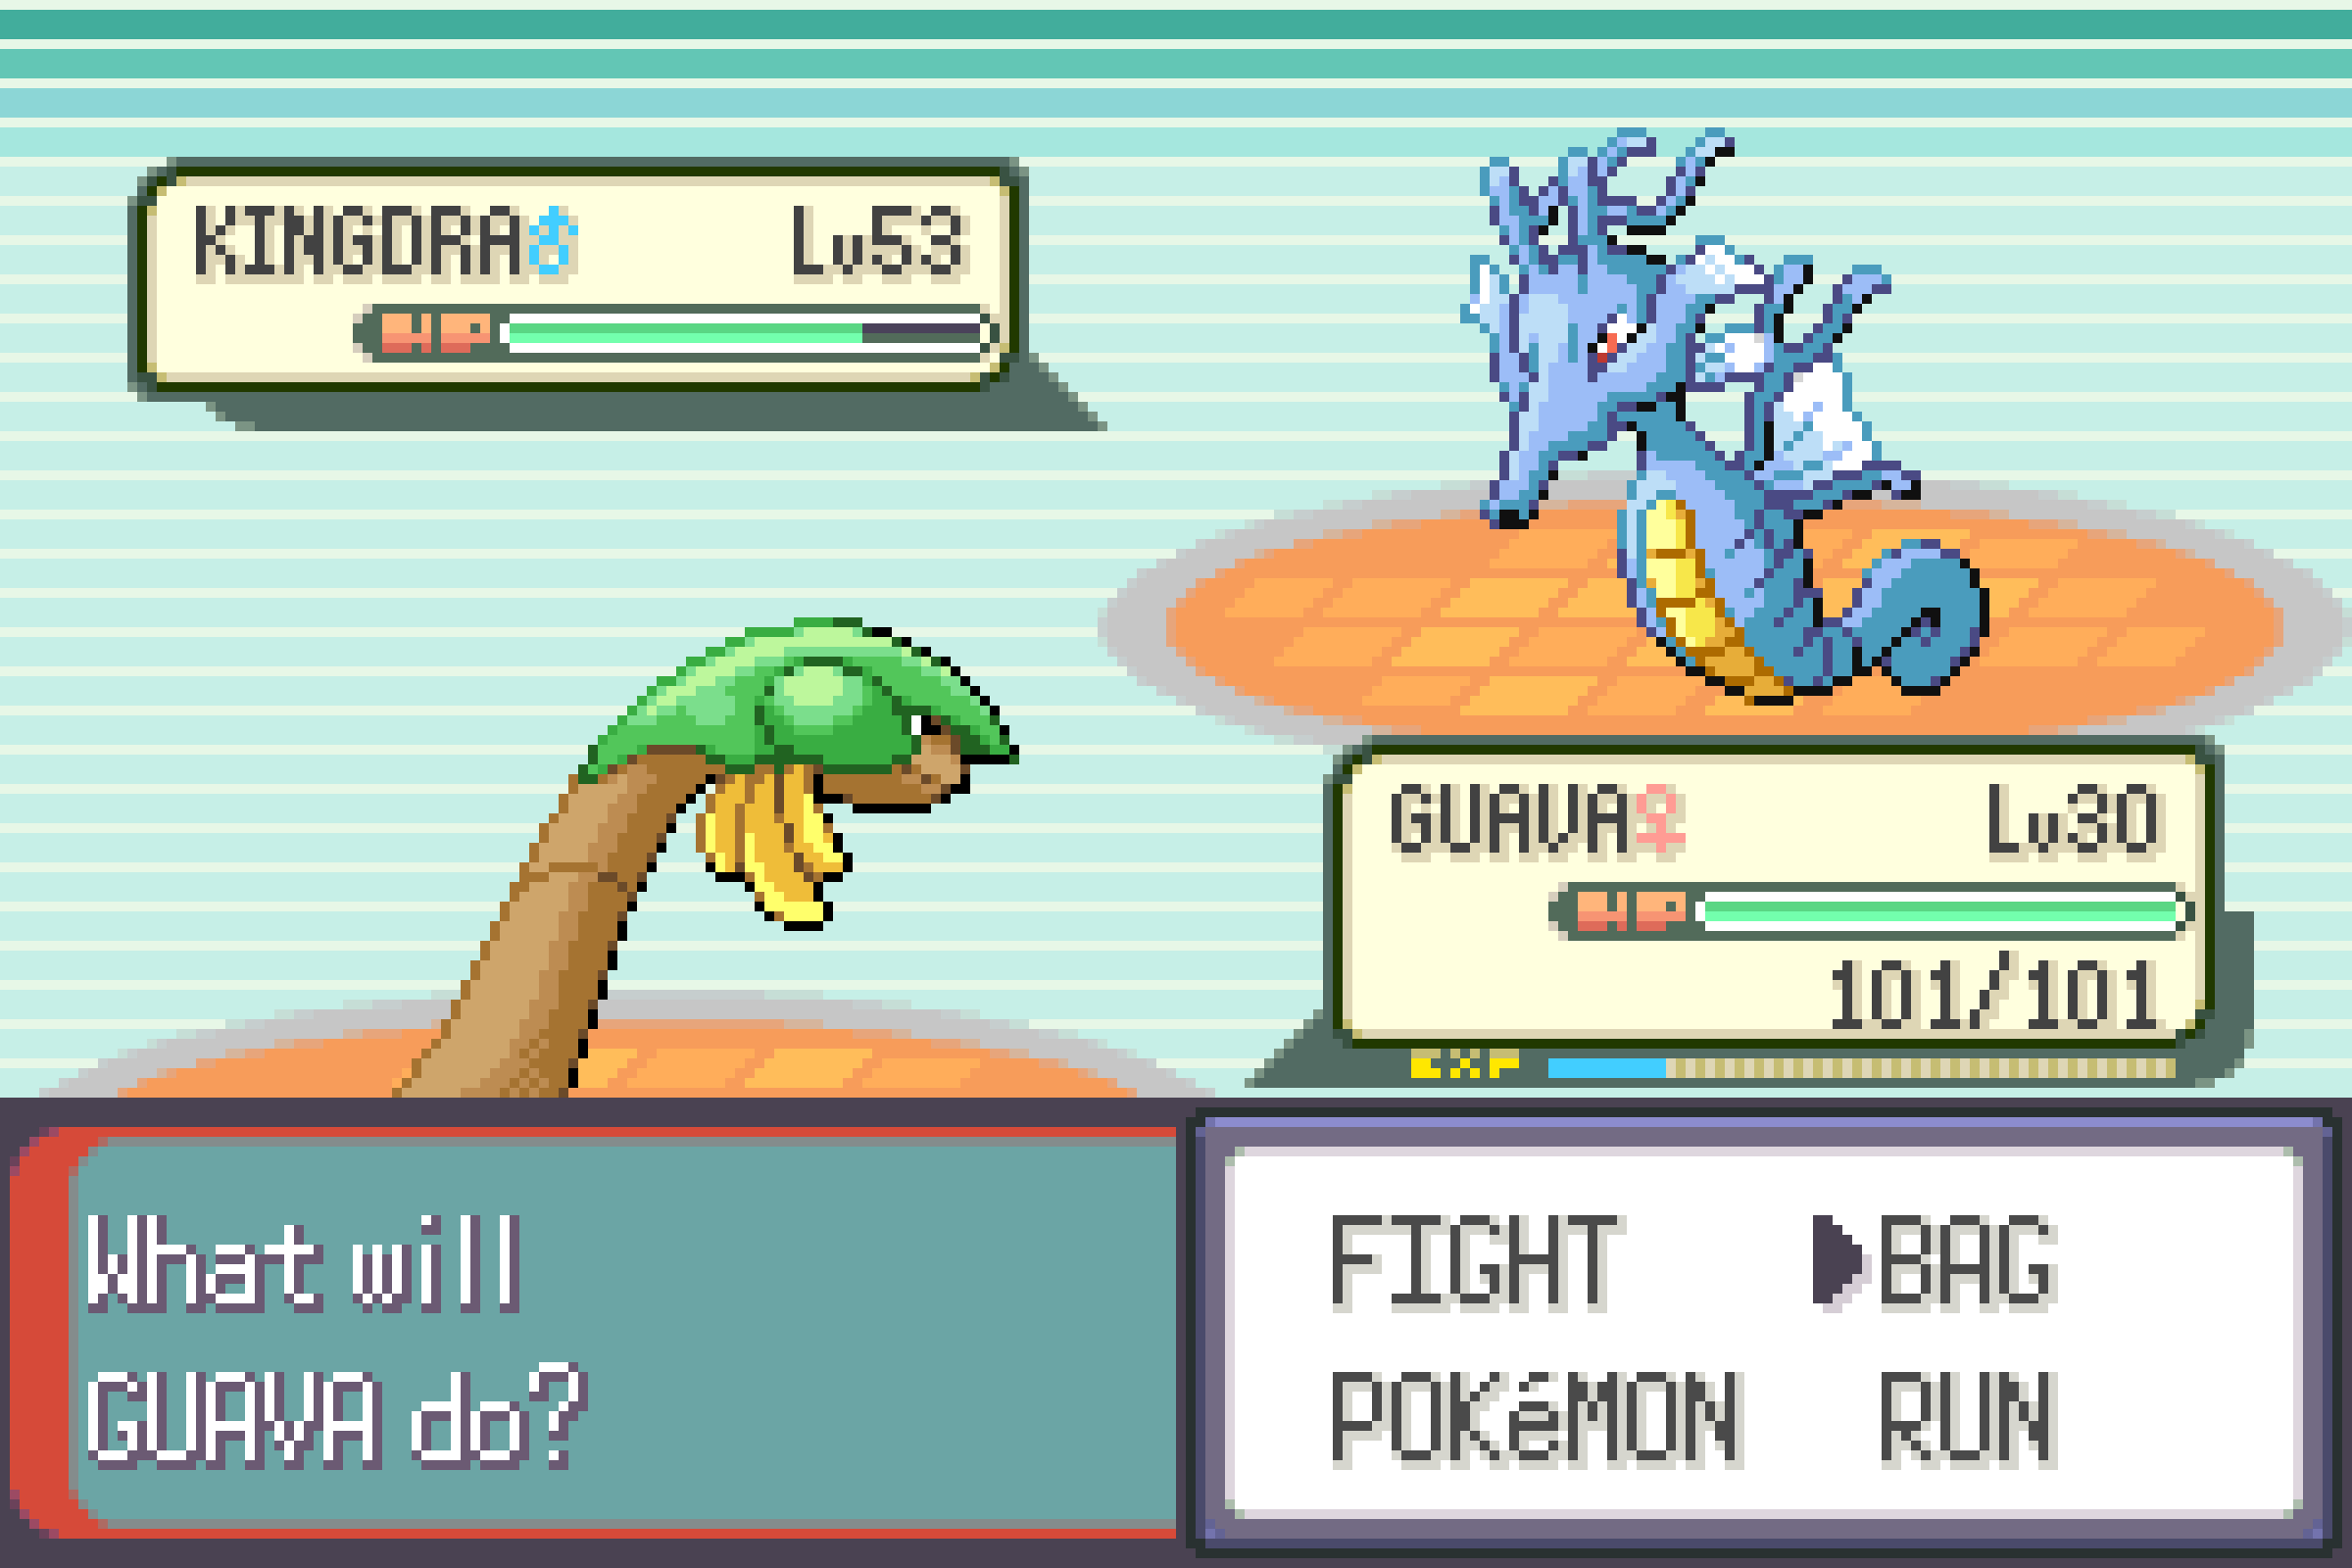 KINGDRA♂ Lv53
HP
GUAVA♀ Lv30
HP
101/101
EXP
What will
GUAVA do?
FIGHT ▶BAG
POKéMON RUN